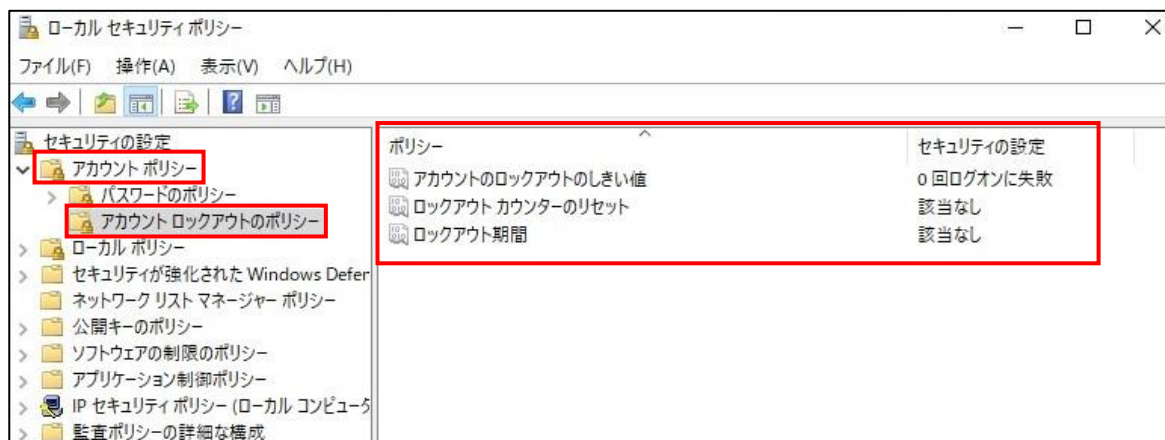 ローカル セキュリティ ポリシー
ファイル(F) 操作(A) 表示(V) ヘルプ(H)
セキュリティの設定
アカウント ポリシー
パスワードのポリシー
アカウント ロックアウトのポリシー
ローカル ポリシー
セキュリティが強化された Windows Defer
ネットワーク リスト マネージャー ポリシー
公開キーのポリシー
ソフトウェアの制限のポリシー
アプリケーション制御ポリシー
IP セキュリティ ポリシー (ローカル コンピュータ
監査ポリシーの詳細な構成
ポリシー セキュリティの設定
アカウントのロックアウトのしきい値 0 回ログオンに失敗
ロックアウト カウンターのリセット 該当なし
ロックアウト期間 該当なし